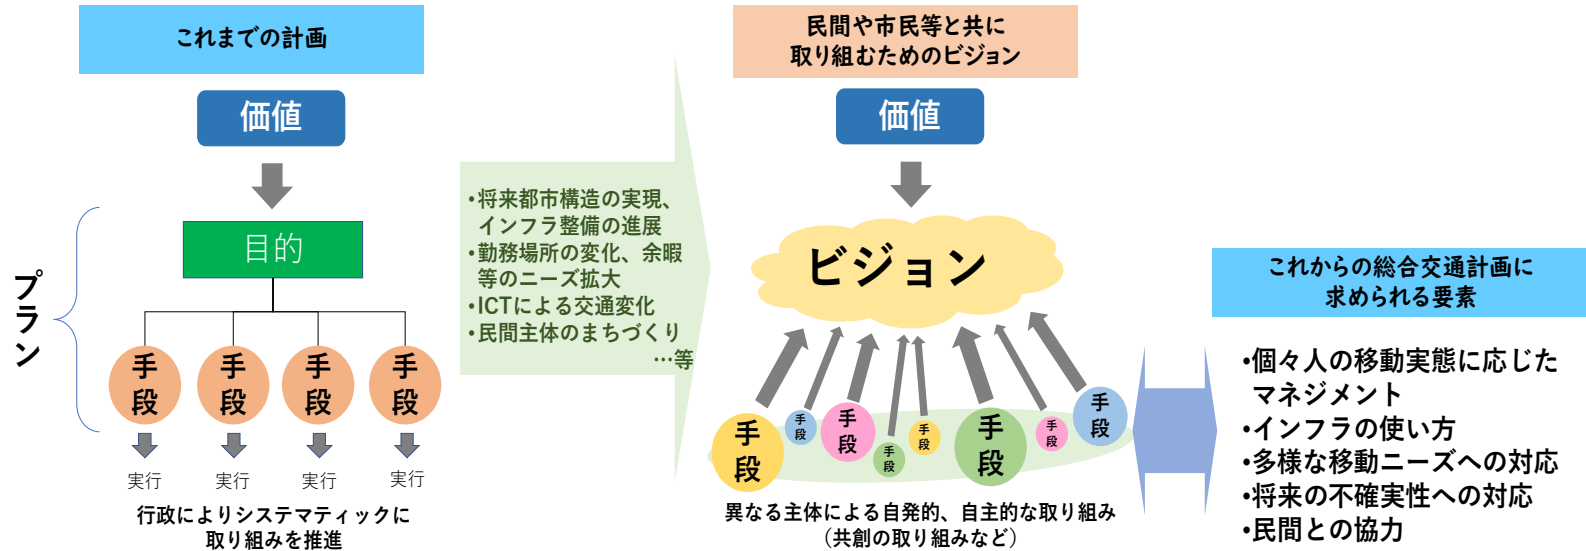 これまでの計画
価値
プラン
目的
手段
手段
手段
手段
実行
実行
実行
実行
行政によりシステマティックに
取り組みを推進
・将来都市構造の実現、
インフラ整備の進展
・勤務場所の変化、余暇
等のニーズ拡大
・ICTによる交通変化
・民間主体のまちづくり
…等
民間や市民等と共に
取り組むためのビジョン
価値
ビジョン
手段
手段
手段
手段
手段
手段
手段
手段
異なる主体による自発的、自主的な取り組み
（共創の取り組みなど）
これからの総合交通計画に
求められる要素
・個々人の移動実態に応じた
マネジメント
・インフラの使い方
・多様な移動ニーズへの対応
・将来の不確実性への対応
・民間との協力